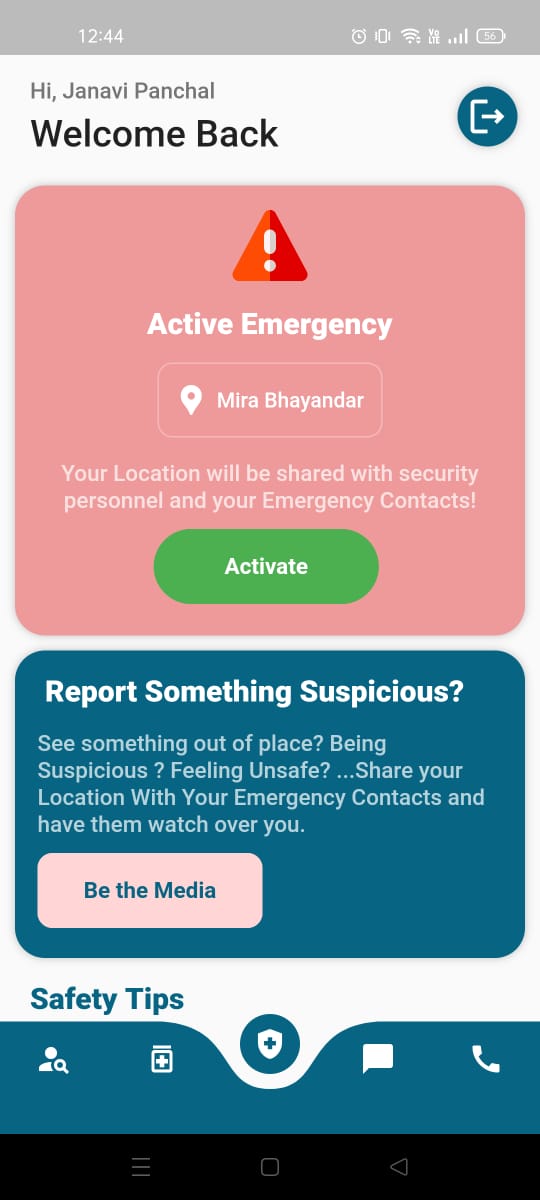 12:44
Vo
LTE
56
Hi, Janavi Panchal
Welcome Back
Active Emergency
Mira Bhayandar
Your Location will be shared with security
personnel and your Emergency Contacts!
Activate
Report Something Suspicious?
See something out of place? Being
Suspicious ? Feeling Unsafe? ...Share your
Location With Your Emergency Contacts and
have them watch over you.
Be the Media
Safety Tips